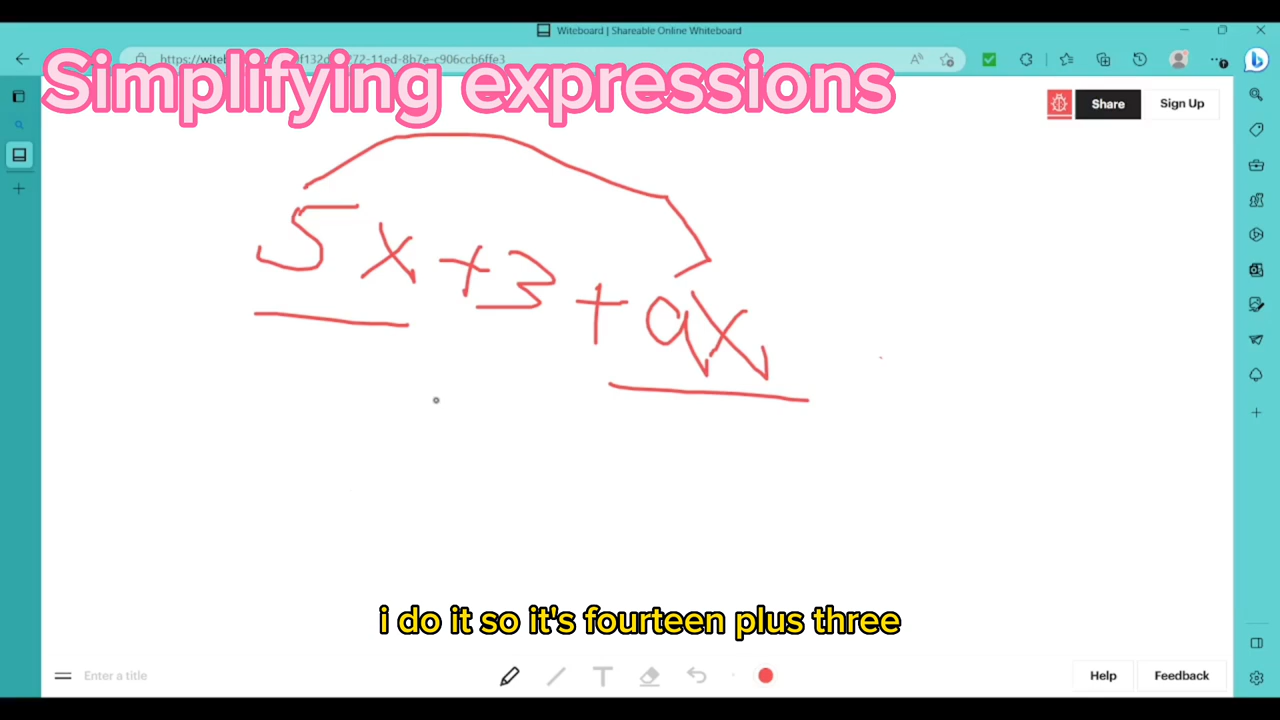 Witeboard | Shareable Online Whiteboard
Simplifying expressions
Share
Sign Up
5x + 3 + 9x
i do it so it's fourteen plus three
Enter a title
T
Help
Feedback